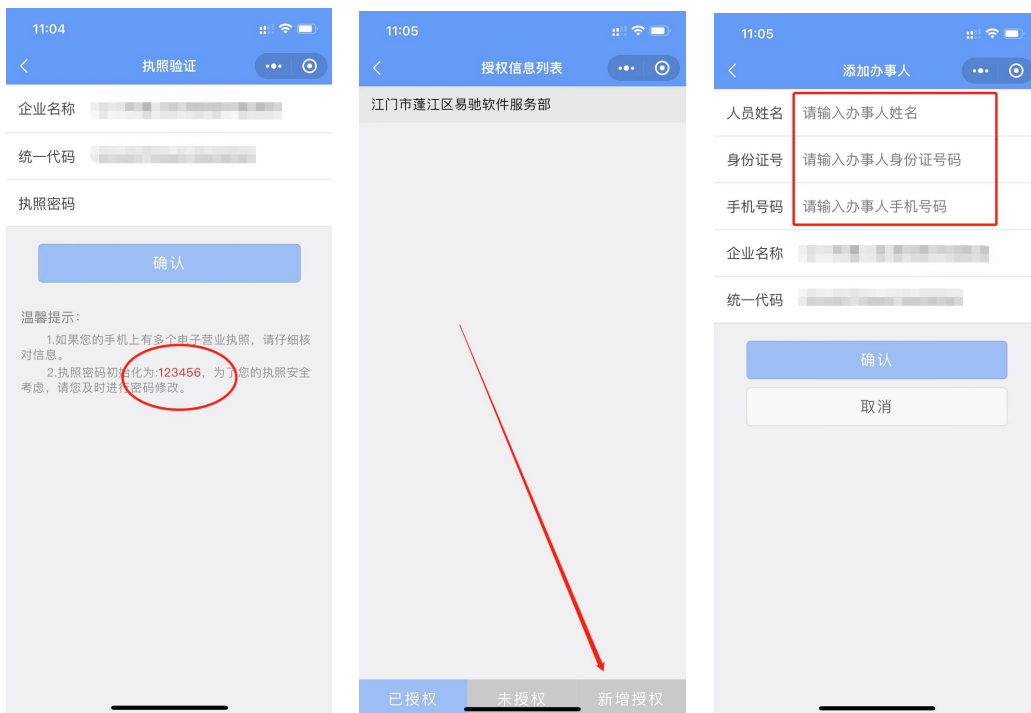 11:04
执照验证
企业名称
统一代码
执照密码
确认
温馨提示：
1.如果您的手机上有多个电子营业执照，请仔细核
对信息。
2.执照密码初始化为:123456，为了您的执照安全
考虑，请您及时进行密码修改。
11:05
授权信息列表
江门市蓬江区易驰软件服务部
已授权
未授权
新增授权
11:05
添加办事人
人员姓名 请输入办事人姓名
身份证号 请输入办事人身份证号码
手机号码 请输入办事人手机号码
企业名称
统一代码
确认
取消